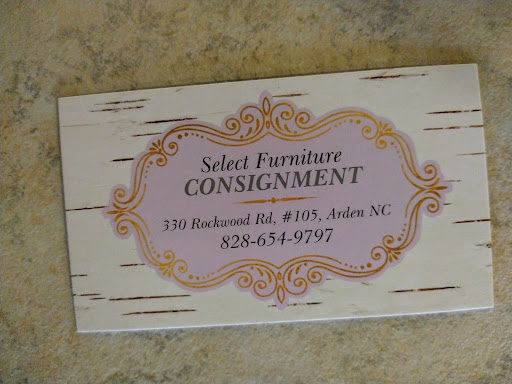 Select Furniture
CONSIGNMENT
330 Rockwood Rd, #105, Arden NC
828-654-9797